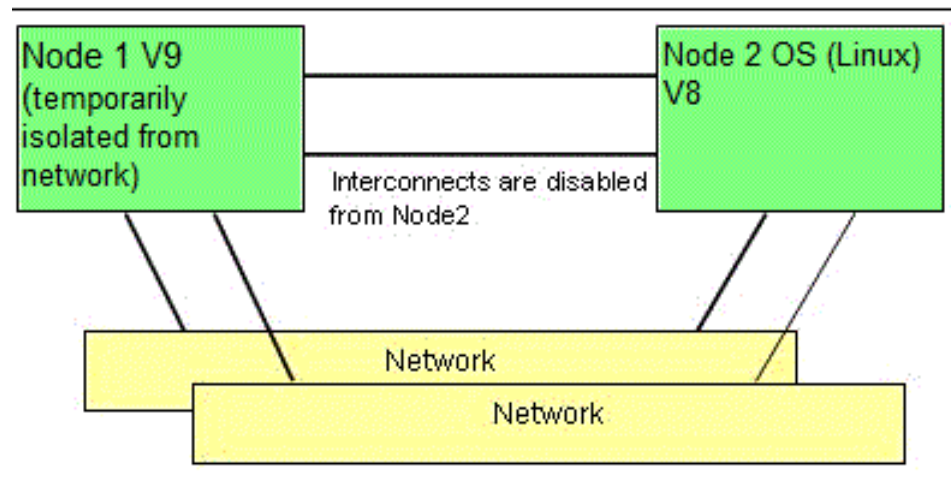 Node 1 V9
(temporarily
isolated from
network)
Node 2 OS (Linux)
V8
Interconnects are disabled
from Node2
Network
Network